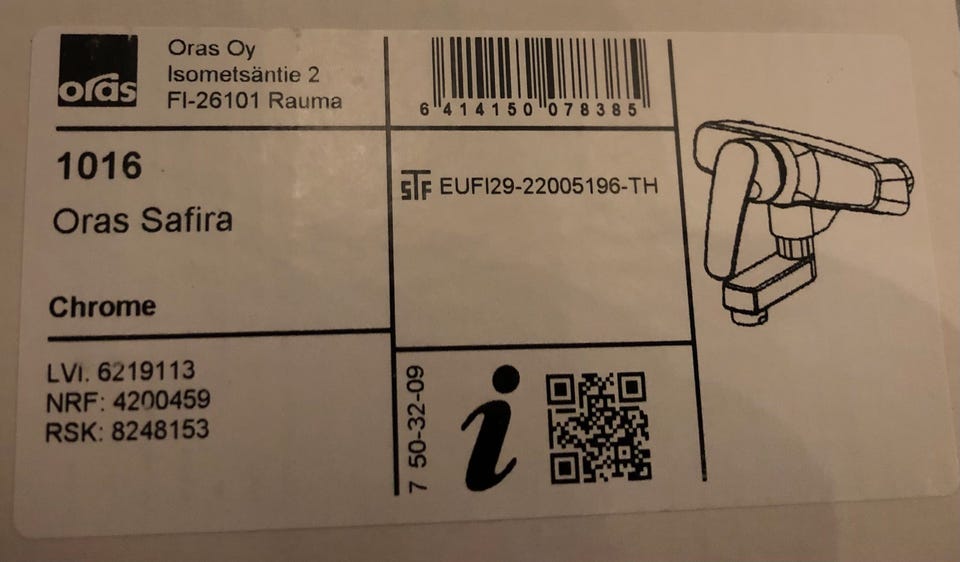 oras
Oras Oy
Isometsäntie 2
FI-26101 Rauma
6 414150 078385
1016
Oras Safira
Chrome
STF EUFI29-22005196-TH
LVI. 6219113
NRF: 4200459
RSK: 8248153
7 50-32-09
i